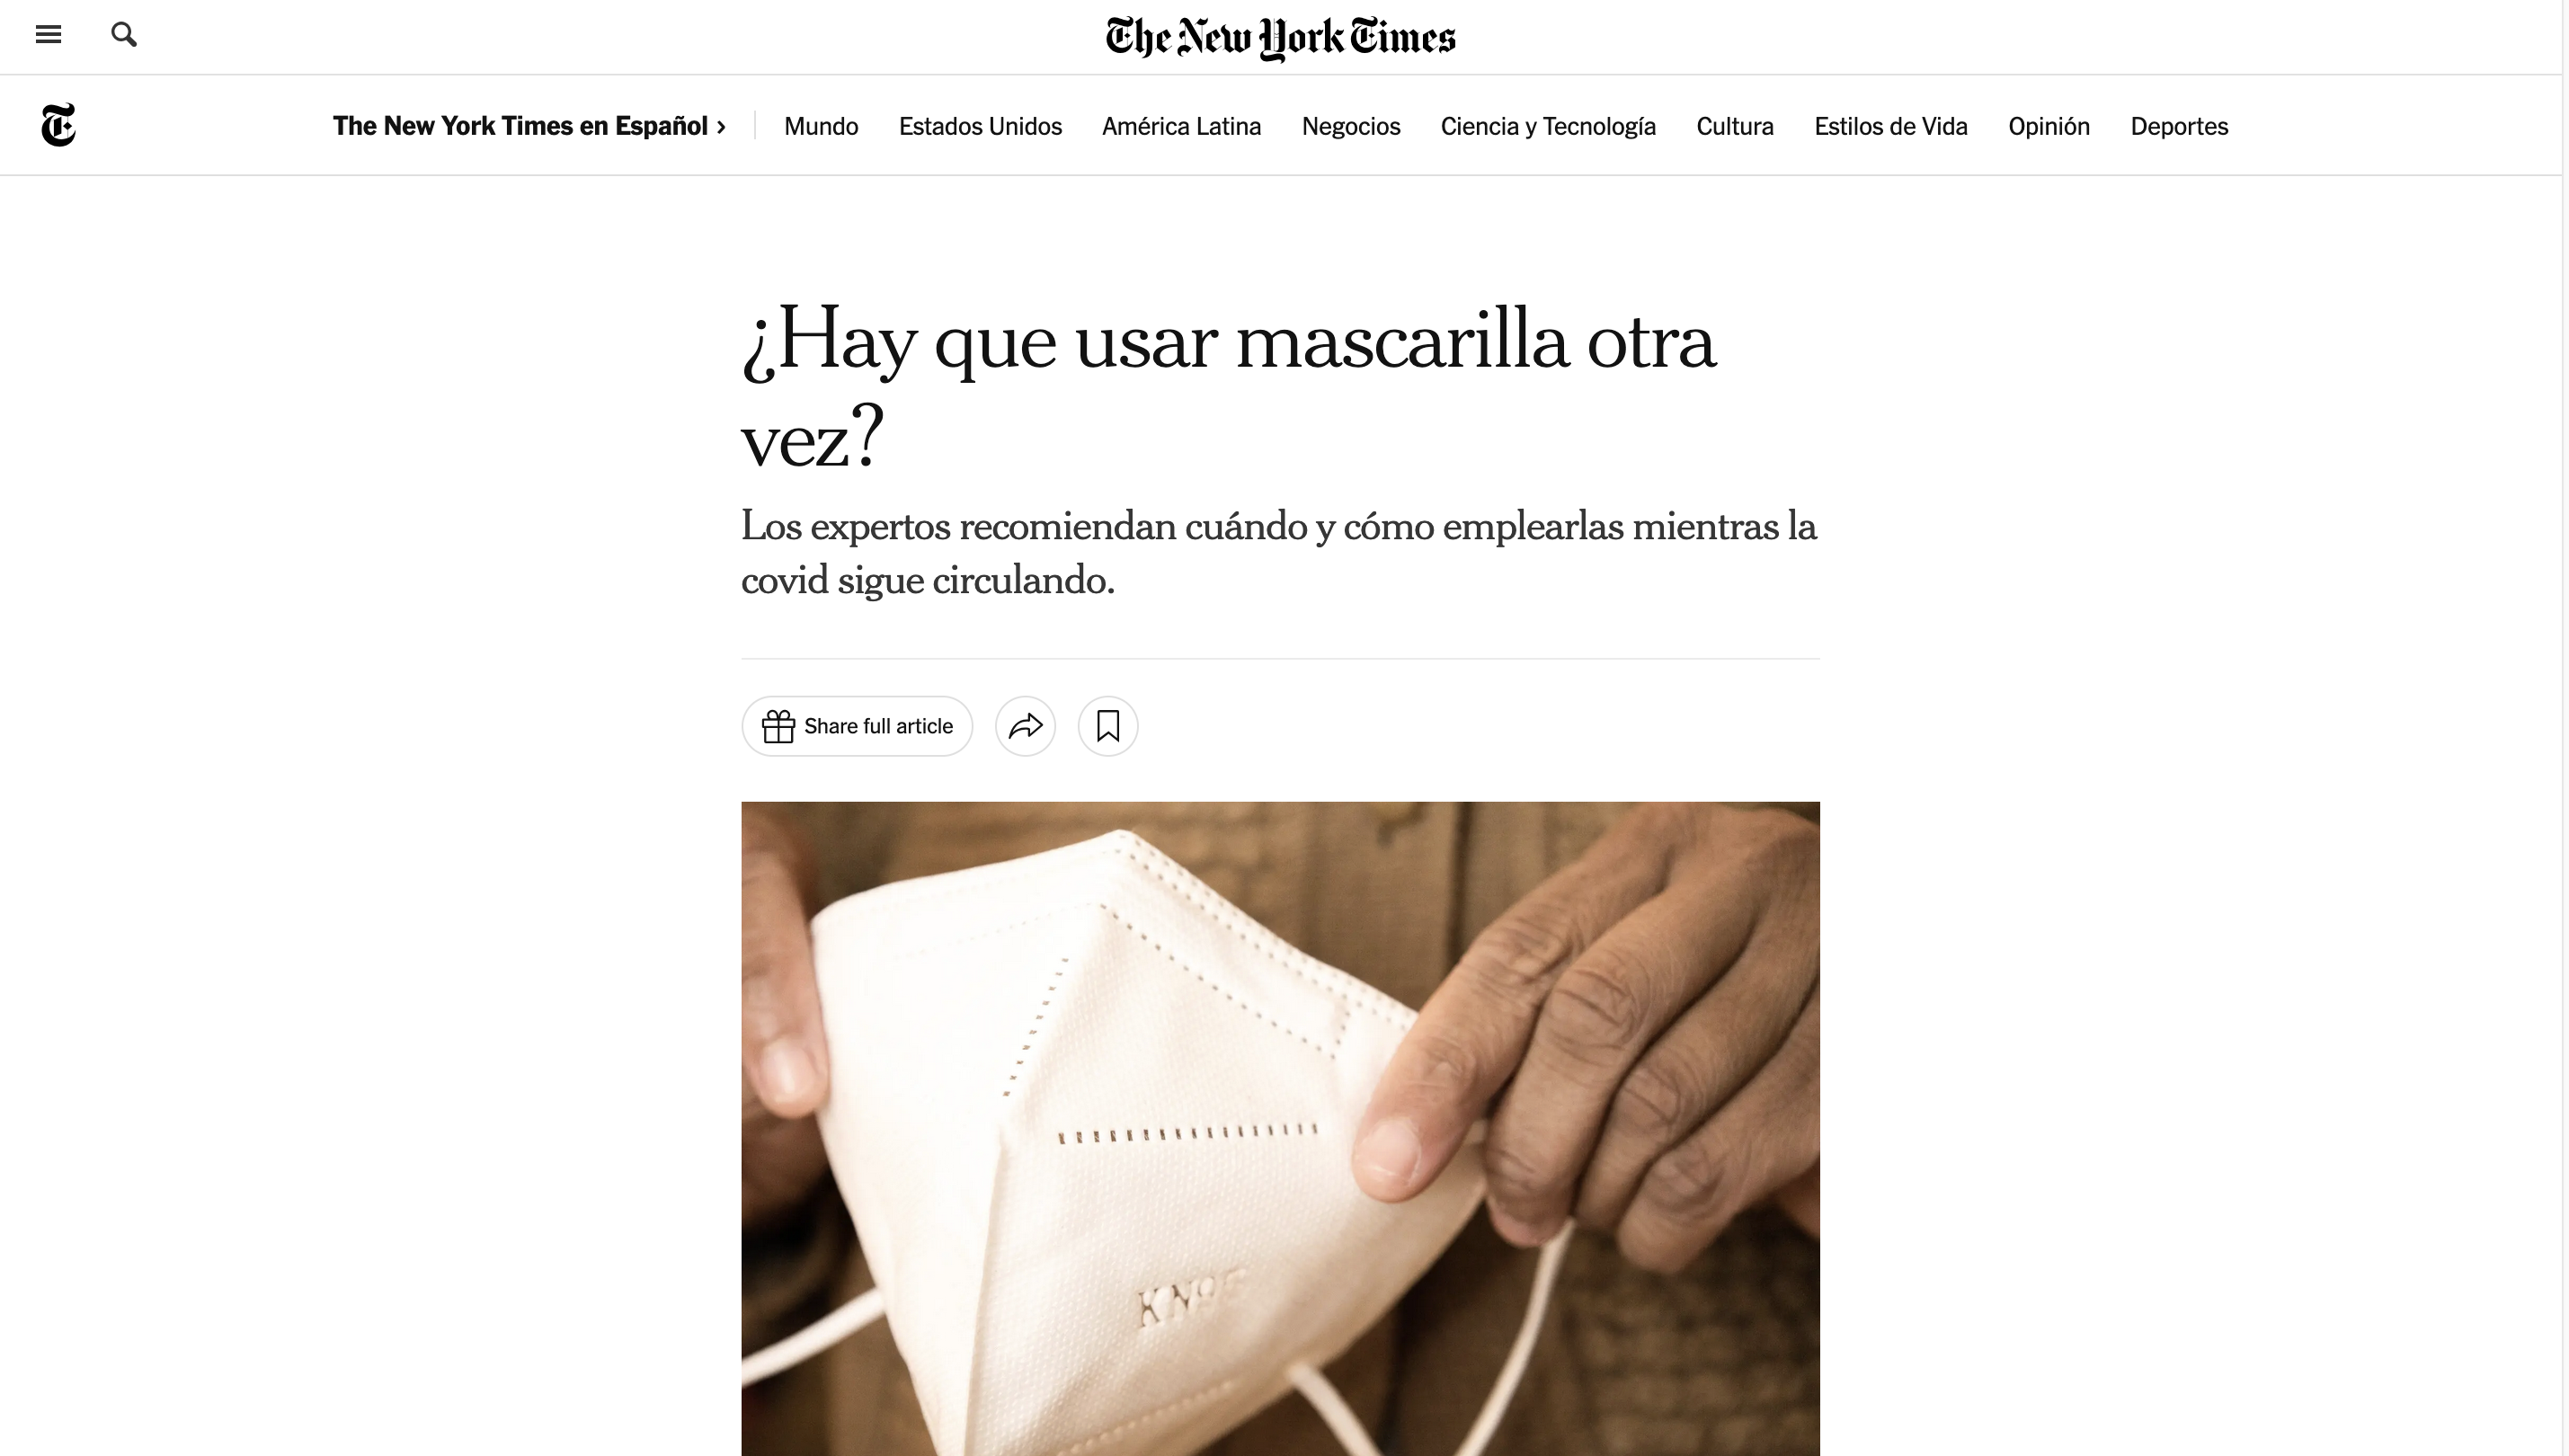 The New York Times
The New York Times en Español > Mundo Estados Unidos América Latina Negocios Ciencia y Tecnología Cultura Estilos de Vida Opinión Deportes
¿Hay que usar mascarilla otra
vez?
Los expertos recomiendan cuándo y cómo emplearlas mientras la
covid sigue circulando.
Share full article
KN95